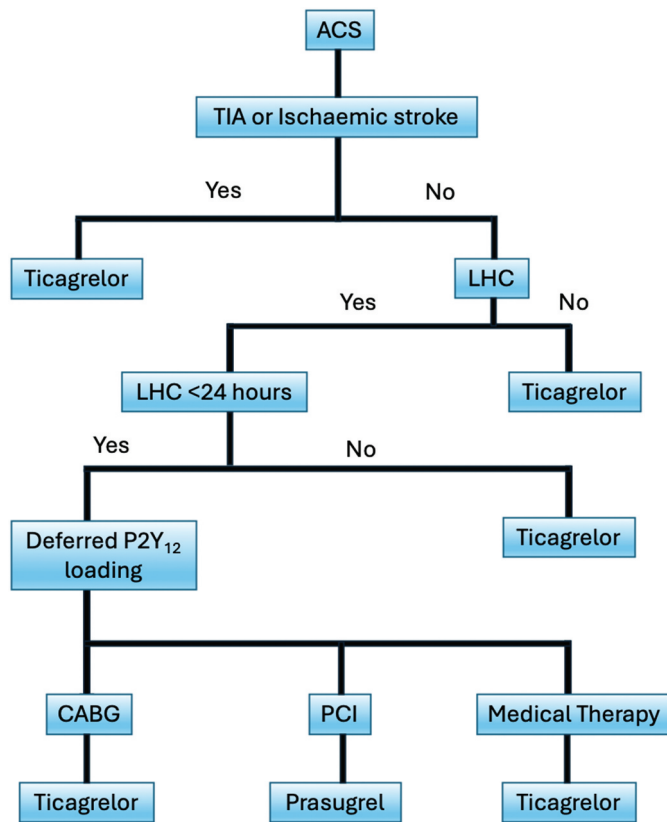 ACS
TIA or Ischaemic stroke
Yes
No
Ticagrelor
LHC
Yes
No
LHC <24 hours
Ticagrelor
Yes
No
Deferred P2Y₁₂
loading
Ticagrelor
CABG
PCI
Medical Therapy
Ticagrelor
Prasugrel
Ticagrelor